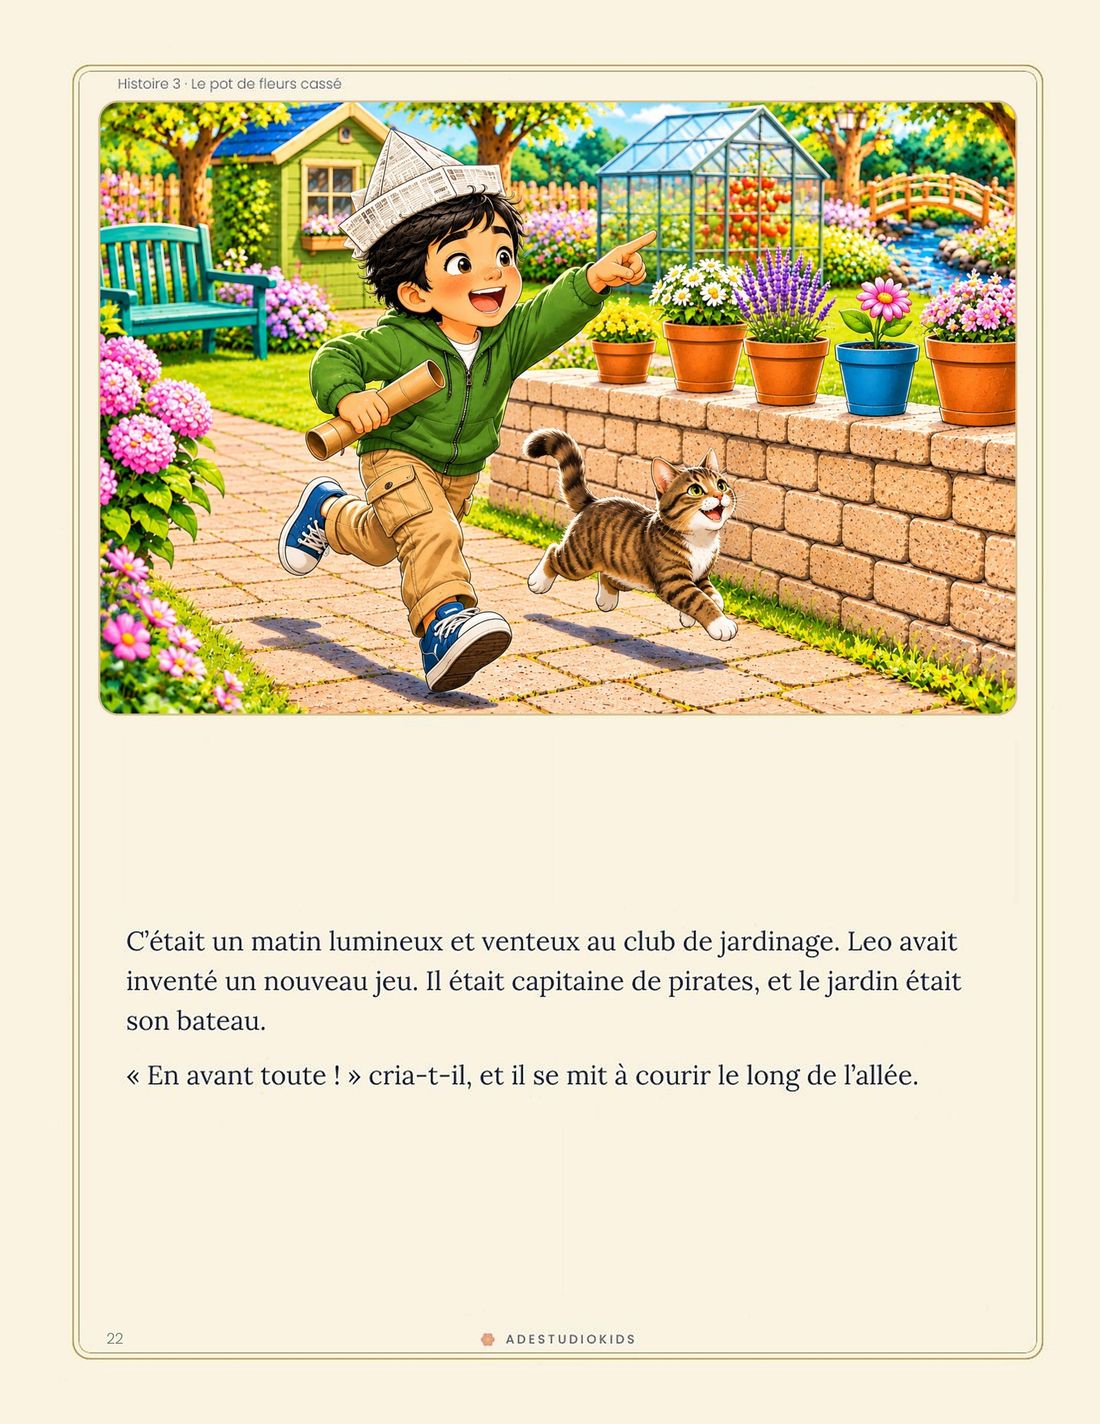 Histoire 3 · Le pot de fleurs cassé
C’était un matin lumineux et venteux au club de jardinage. Leo avait
inventé un nouveau jeu. Il était capitaine de pirates, et le jardin était
son bateau.
« En avant toute ! » cria-t-il, et il se mit à courir le long de l’allée.
22
ADESTUDIOKIDS